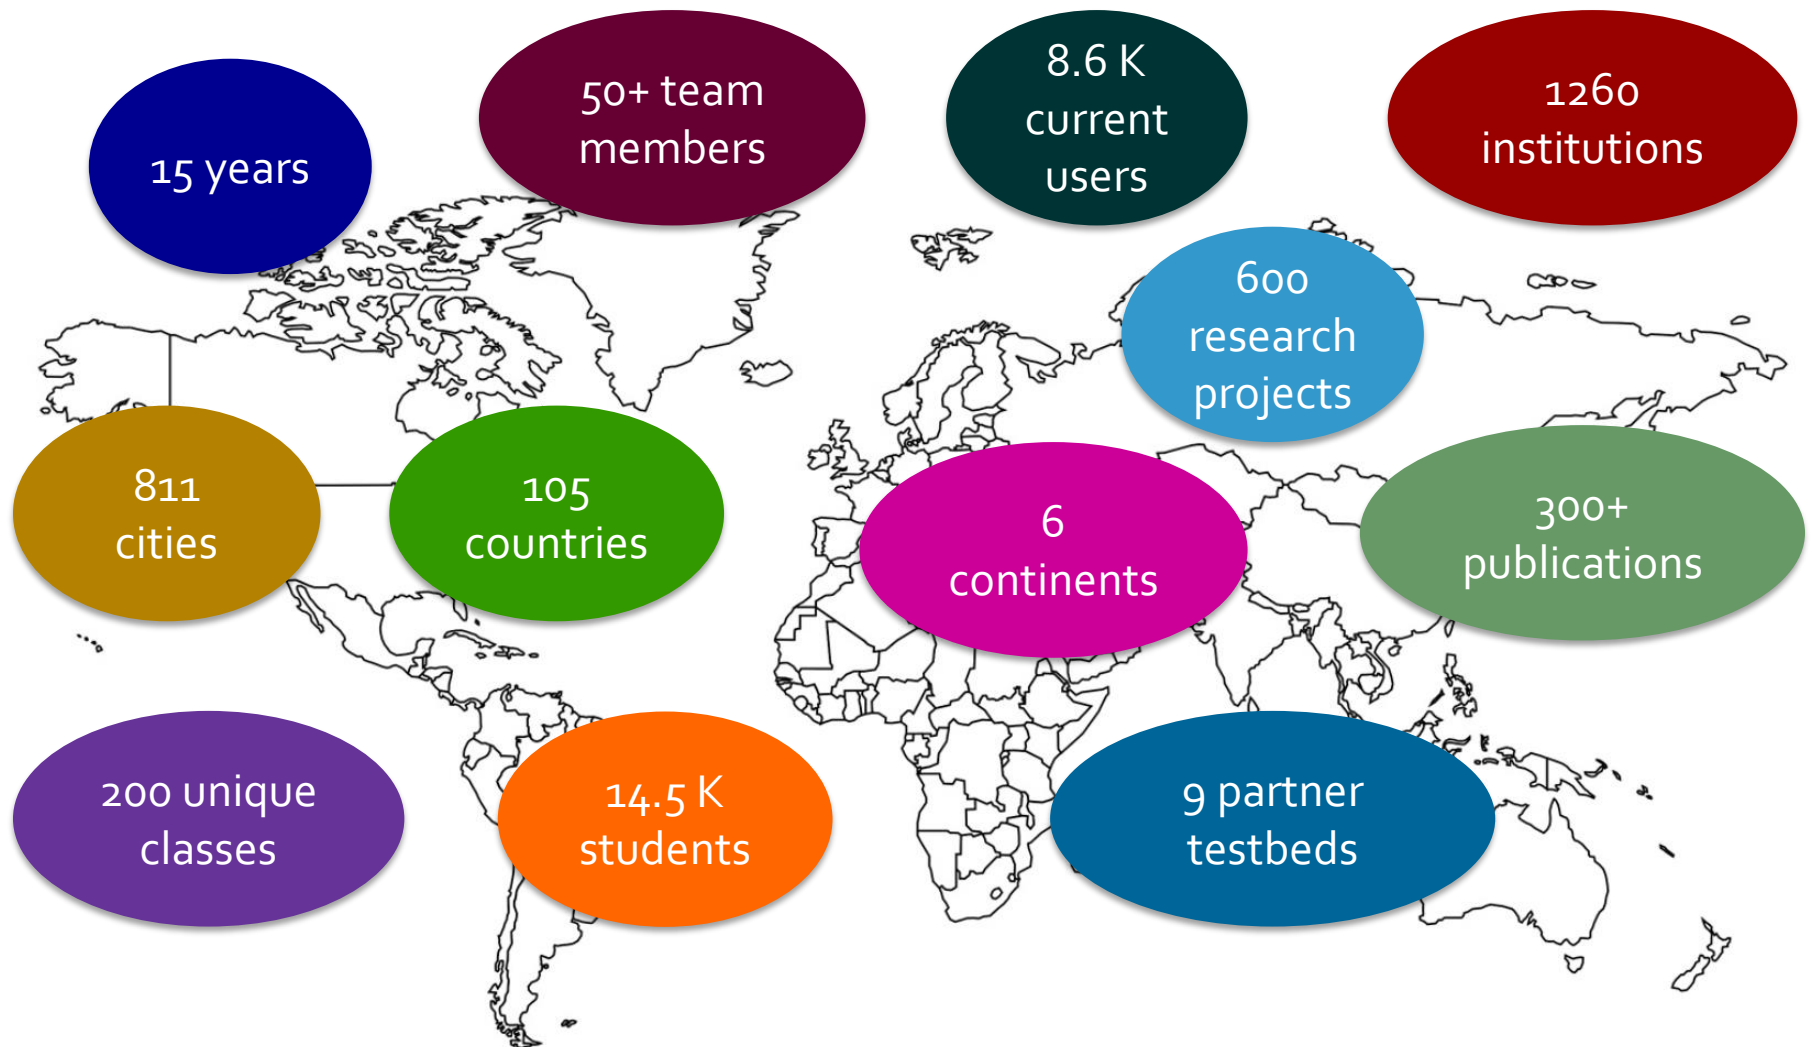 15 years
50+ team
members
8.6 K
current
users
1260
institutions
600
research
projects
811
cities
105
countries
6
continents
300+
publications
200 unique
classes
14.5 K
students
9 partner
testbeds